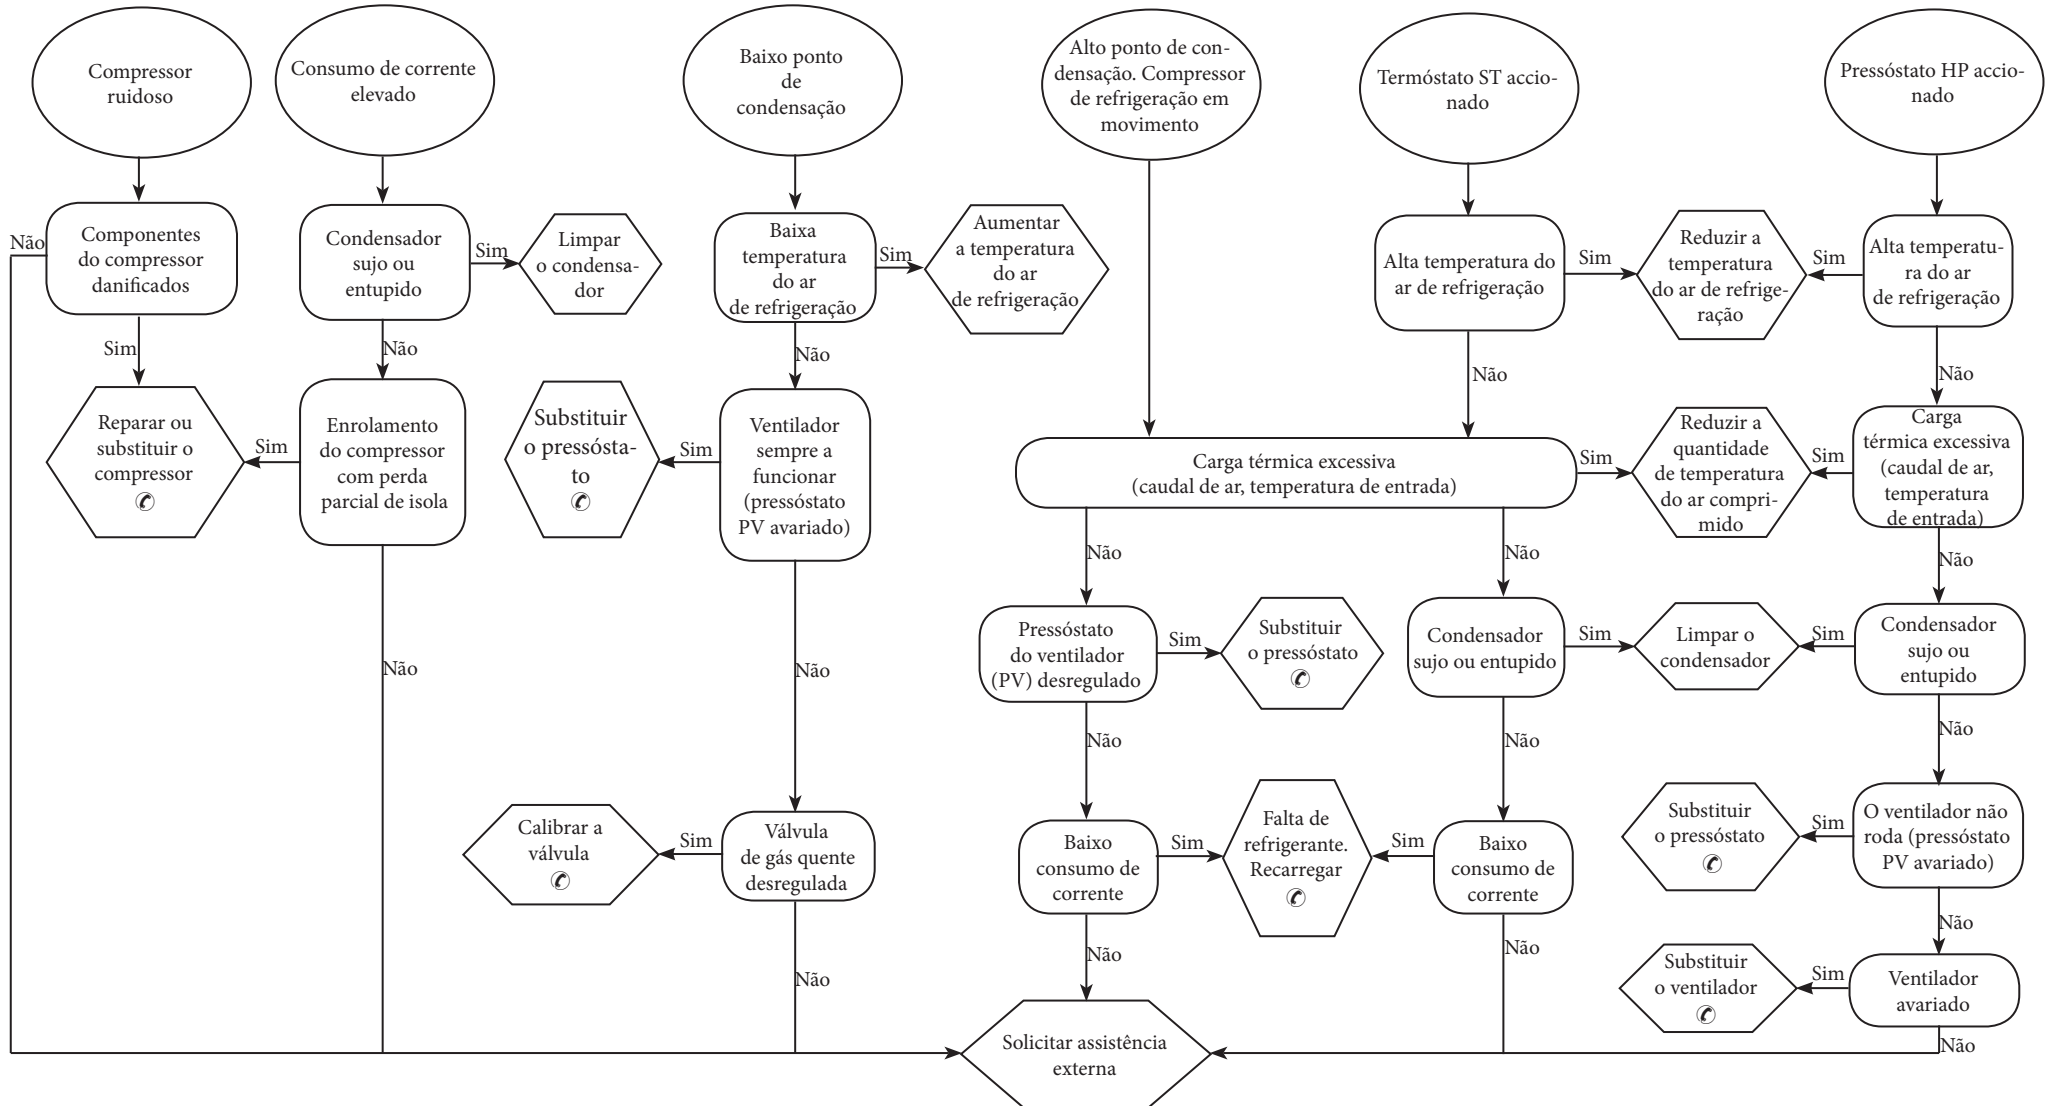 Compressor
ruidoso
Consumo de corrente
elevado
Baixo ponto
de
condensação
Alto ponto de con-
densação. Compressor
de refrigeração em
movimento
Termóstato ST accio-
nado
Pressóstato HP accio-
nado
Não
Componentes
do compressor
danificados
Condensador
sujo ou
entupido
Sim
Limpar
o condensa-
dor
Baixa
temperatura
do ar
de refrigeração
Sim
Aumentar
a temperatura
do ar
de refrigeração
Alta temperatura do
ar de refrigeração
Sim
Reduzir a
temperatura
do ar de refrige-
ração
Sim
Alta temperatu-
ra do ar
de refrigeração
Sim
Não
Não
Não
Não
Reparar ou
substituir o
compressor
Sim
Enrolamento
do compressor
com perda
parcial de isola
Substituir
o pressósta-
to
Sim
Ventilador
sempre a
funcionar
(pressóstato
PV avariado)
Carga térmica excessiva
(caudal de ar, temperatura de entrada)
Sim
Reduzir a
quantidade
de temperatura
do ar compri-
mido
Sim
Carga
térmica excessiva
(caudal de ar,
temperatura
de entrada)
Não
Não
Não
Não
Não
Pressóstato
do ventilador
(PV) desregulado
Sim
Substituir
o pressóstato
Condensador
sujo ou entupido
Sim
Limpar o
condensador
Sim
Condensador
sujo ou
entupido
Não
Não
Não
Calibrar a
válvula
Sim
Válvula
de gás quente
desregulada
Baixo
consumo de
corrente
Sim
Falta de
refrigerante.
Recarregar
Sim
Baixo
consumo de
corrente
Substituir
o pressóstato
Sim
O ventilador não
roda (pressóstato
PV avariado)
Não
Não
Não
Não
Substituir
o ventilador
Sim
Ventilador
avariado
Solicitar assistência
externa
Não